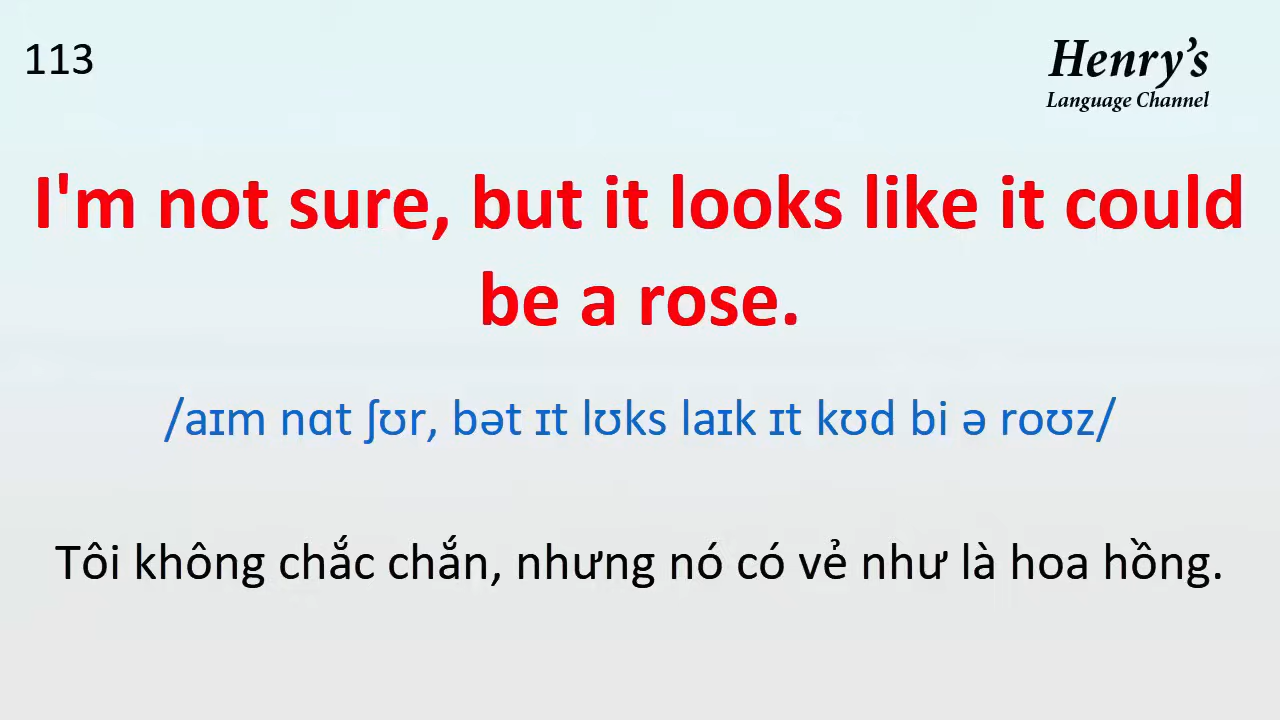 113
Henry's
Language Channel
I'm not sure, but it looks like it could
be a rose.
/aɪm nɑt ʃʊr, bət ɪt lʊks laɪk ɪt kʊd bi ə roʊz/
Tôi không chắc chắn, nhưng nó có vẻ như là hoa hồng.